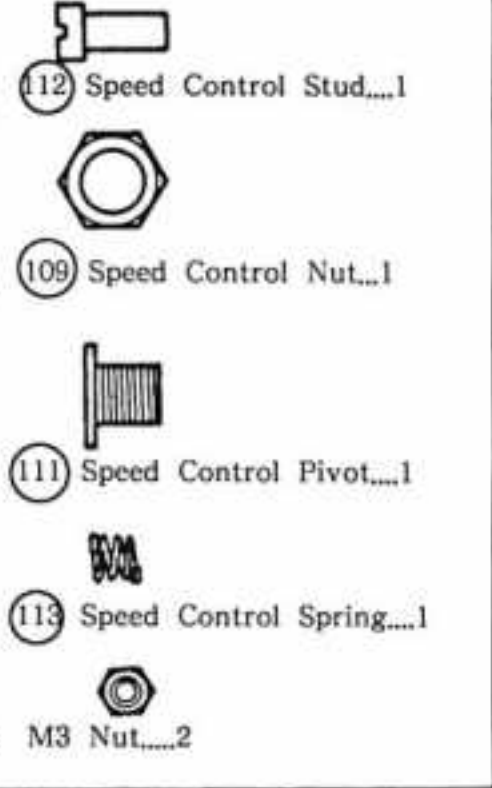 112 Speed Control Stud....1
109 Speed Control Nut...1
111 Speed Control Pivot....1
113 Speed Control Spring....1
M3 Nut.....2